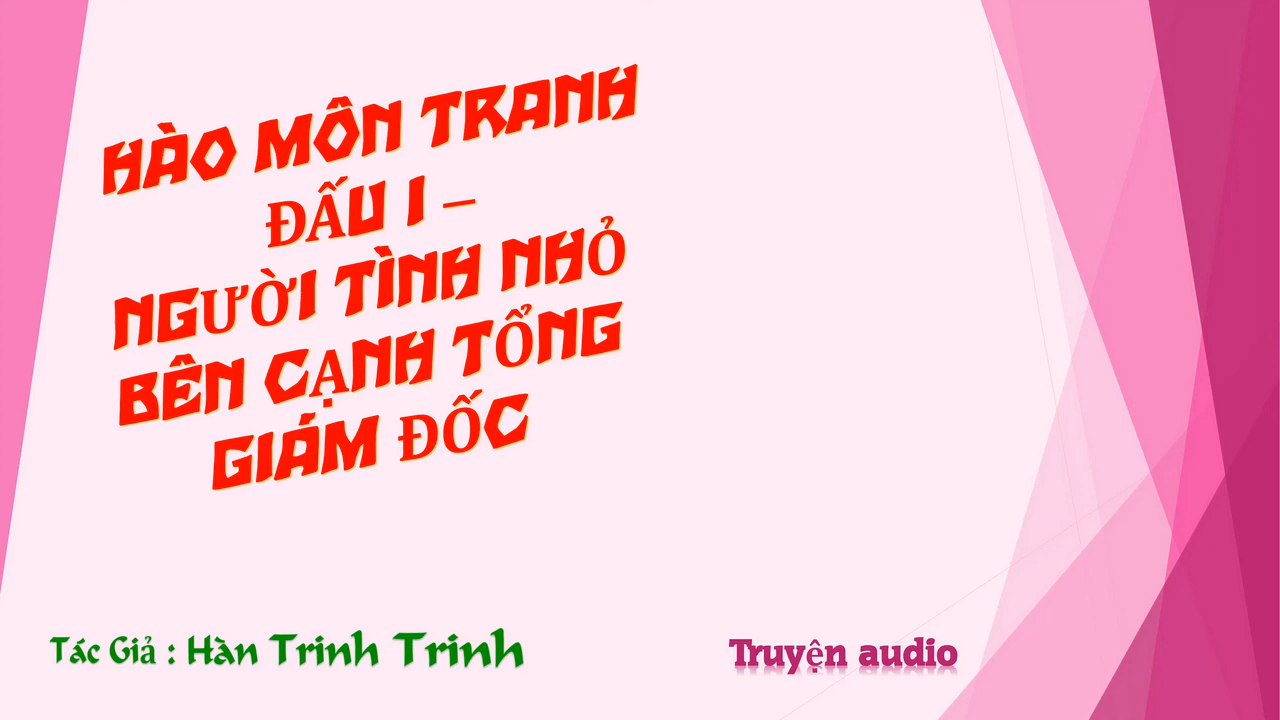 HÀO MÔN TRANH
ĐẤU I –
NGƯỜI TÌNH NHỎ
BÊN CẠNH TỔNG
GIÁM ĐỐC
Tác Giả : Hàn Trinh Trinh
Truyện audio